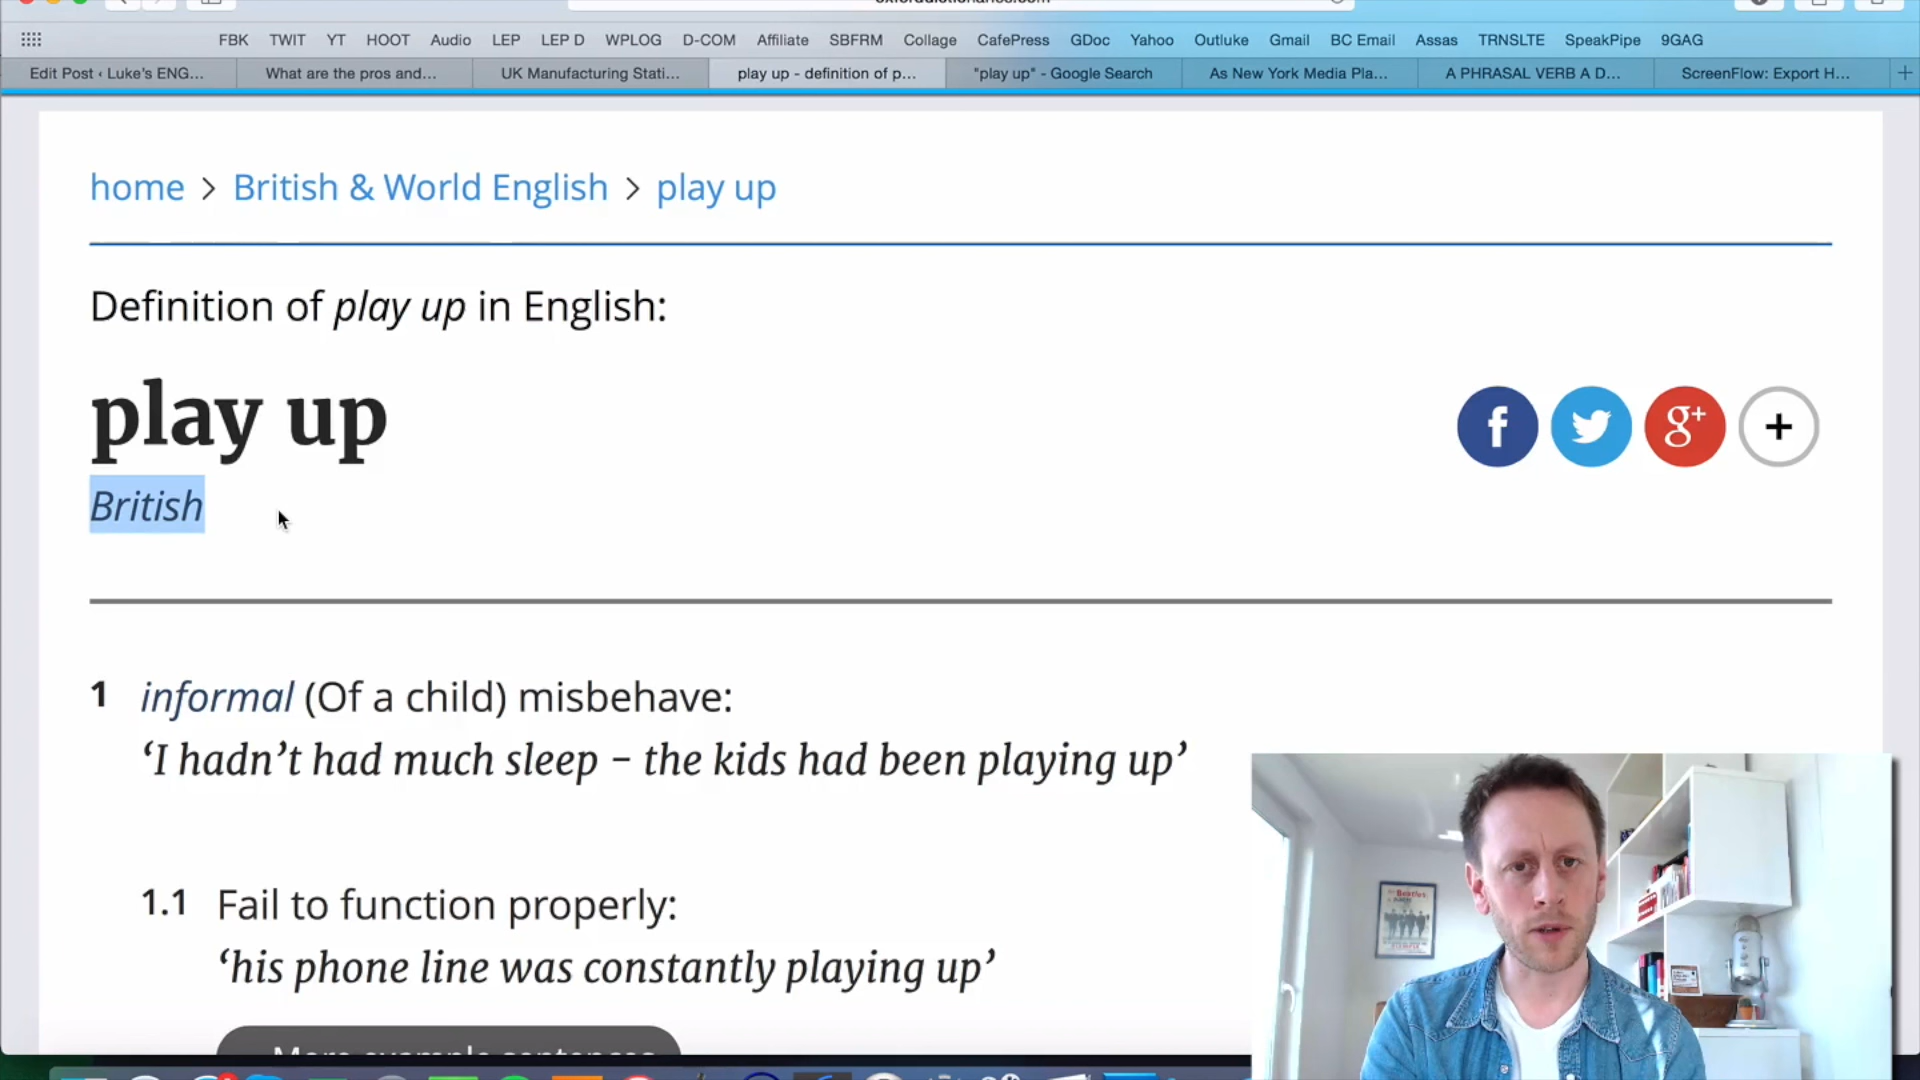 FBK TWIT YT HOOT Audio LEP LEP D WPLOG D-COM Affiliate SBFRM Collage CafePress GDoc Yahoo Outluke Gmail BC Email Assas TRNSLTE SpeakPipe 9GAG
Edit Post ‹ Luke's ENG... What are the pros and... UK Manufacturing Stati... play up - definition of p... "play up" - Google Search As New York Media Pla... A PHRASAL VERB A D... ScreenFlow: Export H...
home > British & World English > play up
Definition of play up in English:
play up
British
1 informal (Of a child) misbehave:
‘I hadn’t had much sleep – the kids had been playing up’
1.1 Fail to function properly:
‘his phone line was constantly playing up’
More example sentences
Beatles